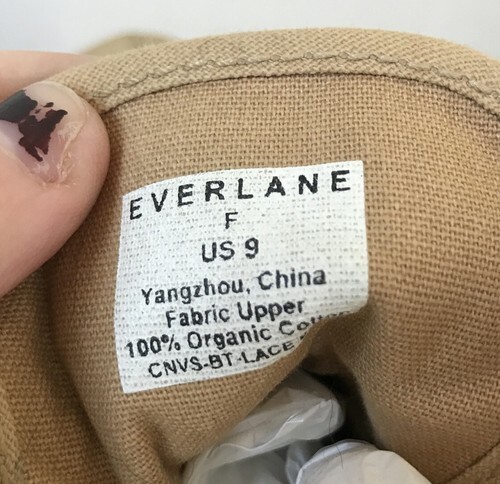 EVERLANE
F
US 9
Yangzhou, China
Fabric Upper
100% Organic
CNVS-BT-LACE